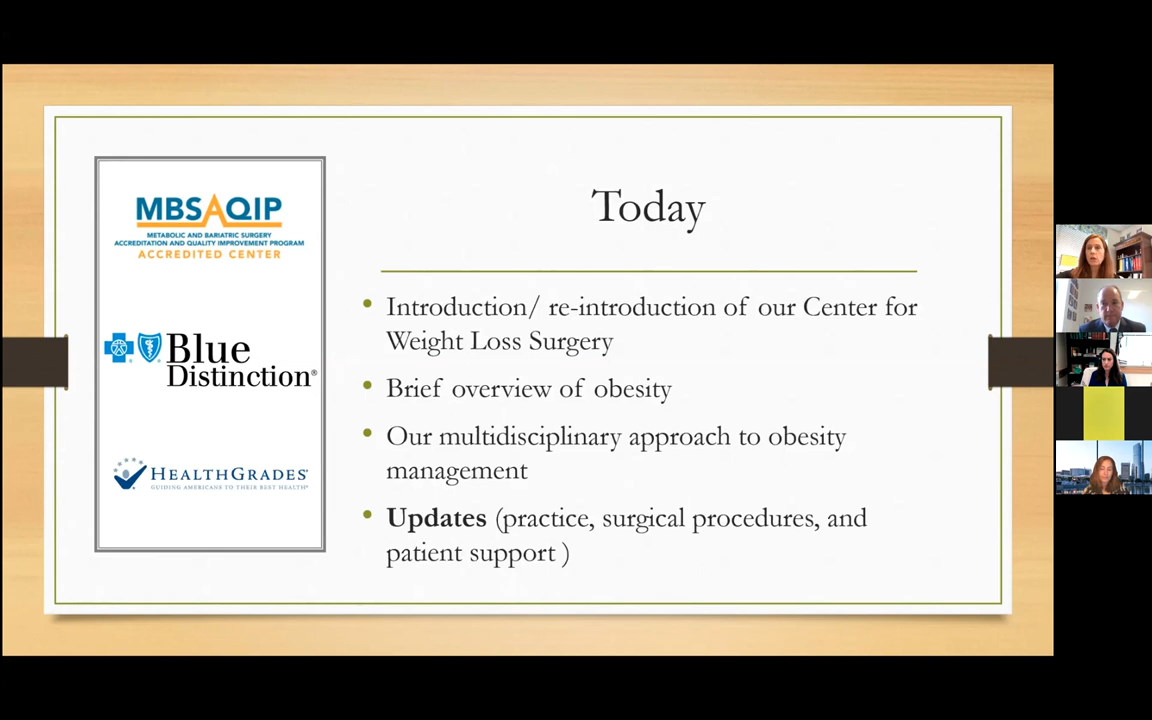 MBSAQIP
METABOLIC AND BARIATRIC SURGERY
ACCREDITATION AND QUALITY IMPROVEMENT PROGRAM
ACCREDITED CENTER
Blue
Distinction®
HEALTHGRADES®
GUIDING AMERICANS TO THEIR BEST HEALTH®
Today
• Introduction/ re-introduction of our Center for
Weight Loss Surgery
• Brief overview of obesity
• Our multidisciplinary approach to obesity
management
• Updates (practice, surgical procedures, and
patient support )